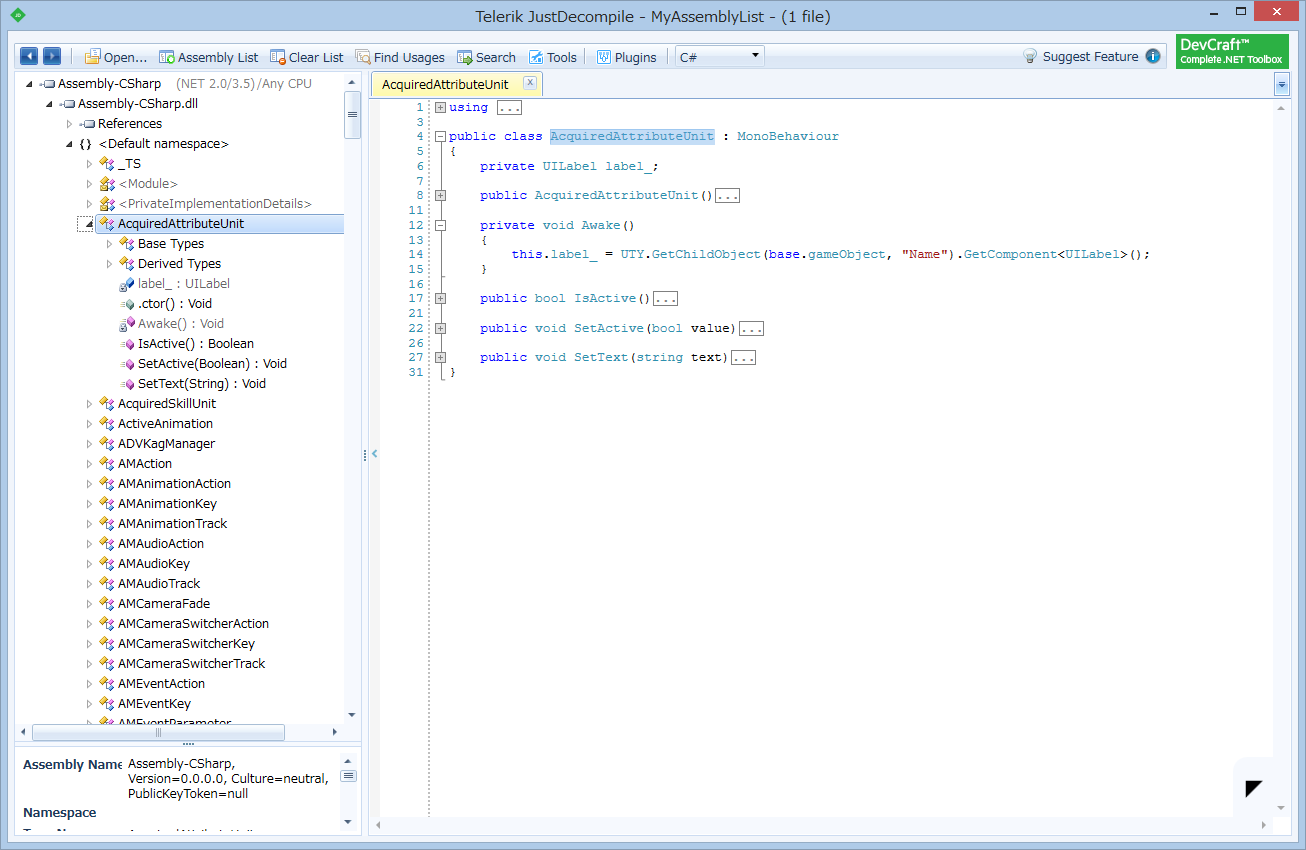 Telerik JustDecompile - MyAssemblyList - (1 file)
Open... Assembly List Clear List Find Usages Search Tools Plugins C# Suggest Feature
DevCraft™
Complete .NET Toolbox
Assembly-CSharp (NET 2.0/3.5)/Any CPU
Assembly-CSharp.dll
References
{} <Default namespace>
_TS
<Module>
<PrivateImplementationDetails>
AcquiredAttributeUnit
Base Types
Derived Types
label_ : UILabel
.ctor() : Void
Awake() : Void
IsActive() : Boolean
SetActive(Boolean) : Void
SetText(String) : Void
AcquiredSkillUnit
ActiveAnimation
ADVKagManager
AMAction
AMAnimationAction
AMAnimationKey
AMAnimationTrack
AMAudioAction
AMAudioKey
AMAudioTrack
AMCameraFade
AMCameraSwitcherAction
AMCameraSwitcherKey
AMCameraSwitcherTrack
AMEventAction
AMEventKey
AMEventParameter
Assembly Name Assembly-CSharp,
Version=0.0.0.0, Culture=neutral,
PublicKeyToken=null
Namespace
AcquiredAttributeUnit x
1 using ...
3
4 public class AcquiredAttributeUnit : MonoBehaviour
5 {
6 private UILabel label_;
7
8 public AcquiredAttributeUnit()...
11
12 private void Awake()
13 {
14 this.label_ = UTY.GetChildObject(base.gameObject, "Name").GetComponent<UILabel>();
15 }
16
17 public bool IsActive()...
21
22 public void SetActive(bool value)...
26
27 public void SetText(string text)...
31 }